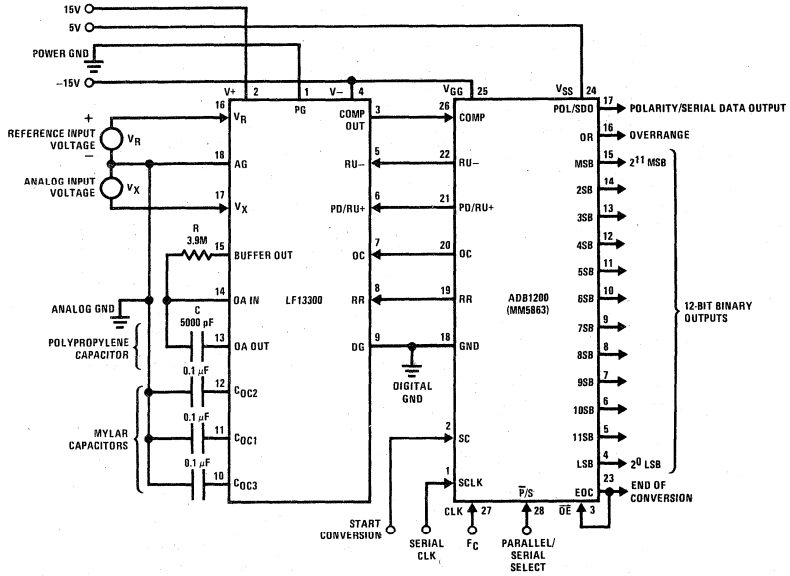 15V
5V
POWER GND
–15V
V+ 2
1
PG
V– 4
VGG 25
VSS 24
+
REFERENCE INPUT
VOLTAGE
VR
–
ANALOG INPUT
VOLTAGE
VX
16
VR
18
AG
17
VX
R
3.9M
15
BUFFER OUT
14
OA IN
ANALOG GND
C
5000 pF
13
OA OUT
POLYPROPYLENE
CAPACITOR
0.1 μF
12
COC2
0.1 μF
11
COC1
MYLAR
CAPACITORS
0.1 μF
10
COC3
LF13300
COMP
OUT
3
26
COMP
RU–
5
22
RU–
PD/RU+
6
21
PD/RU+
OC
7
20
OC
RR
8
19
RR
DG
9
18
GND
DIGITAL
GND
ADB1200
(MM5863)
2
SC
1
SCLK
START
CONVERSION
SERIAL
CLK
CLK 27
FC
P̅/S
28
PARALLEL/
SERIAL
SELECT
O̅E̅ 3
POL/SDO
17
POLARITY/SERIAL DATA OUTPUT
OR
16
OVERRANGE
MSB
15
2¹¹ MSB
2SB
14
3SB
13
4SB
12
5SB
11
6SB
10
7SB
9
8SB
8
9SB
7
10SB
6
11SB
5
LSB
4
2⁰ LSB
12-BIT BINARY
OUTPUTS
EOC
23
END OF
CONVERSION